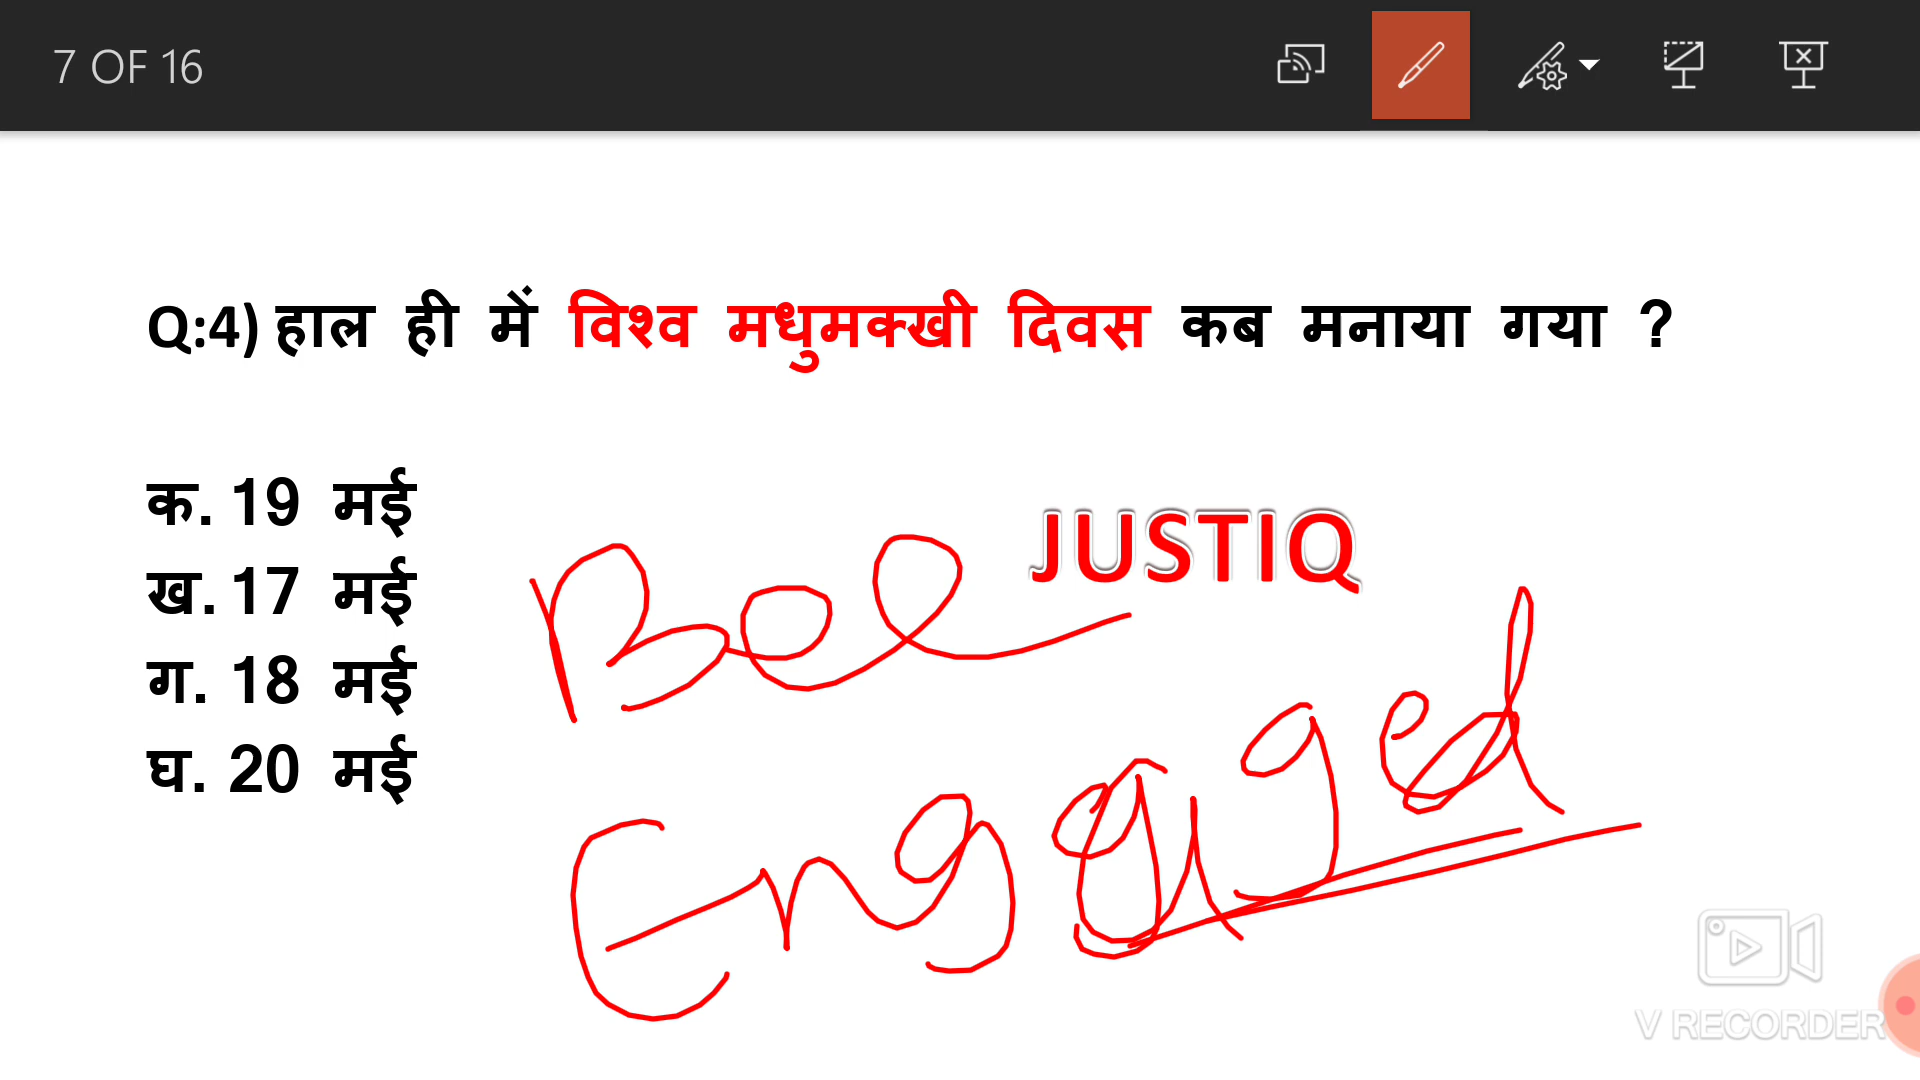 7 OF 16
Q:4) हाल ही में विश्व मधुमक्खी दिवस कब मनाया गया ?
क. 19 मई
ख. 17 मई
ग. 18 मई
घ. 20 मई
JUSTIQ
Bee
Engaged
V RECORDER